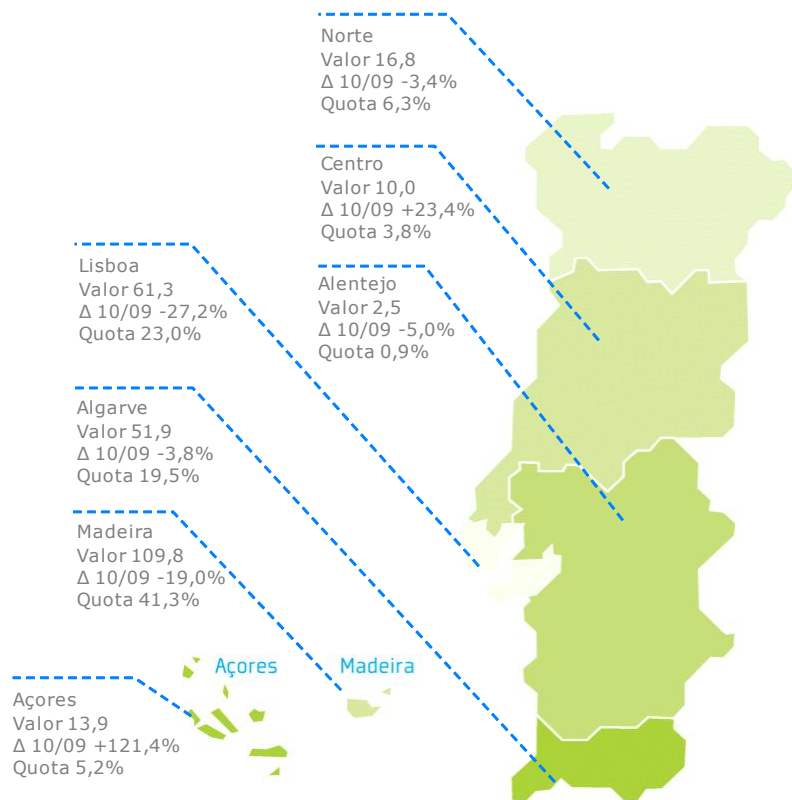 Norte
Valor 16,8
Δ 10/09 -3,4%
Quota 6,3%
Centro
Valor 10,0
Δ 10/09 +23,4%
Quota 3,8%
Lisboa
Valor 61,3
Δ 10/09 -27,2%
Quota 23,0%
Alentejo
Valor 2,5
Δ 10/09 -5,0%
Quota 0,9%
Algarve
Valor 51,9
Δ 10/09 -3,8%
Quota 19,5%
Madeira
Valor 109,8
Δ 10/09 -19,0%
Quota 41,3%
Açores
Madeira
Açores
Valor 13,9
Δ 10/09 +121,4%
Quota 5,2%